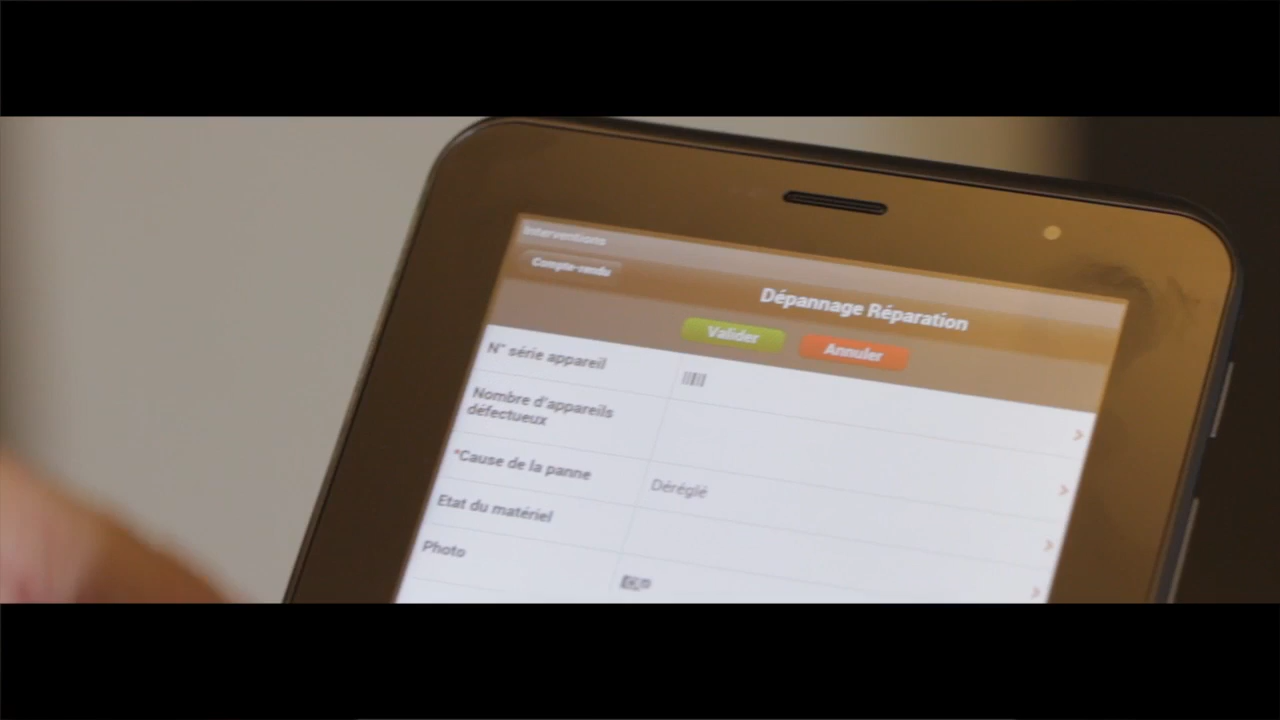 Interventions
Compte-rendu
Dépannage Réparation
Valider
Annuler
N° série appareil
Nombre d'appareils
défectueux
*Cause de la panne
Déréglé
Etat du matériel
Photo